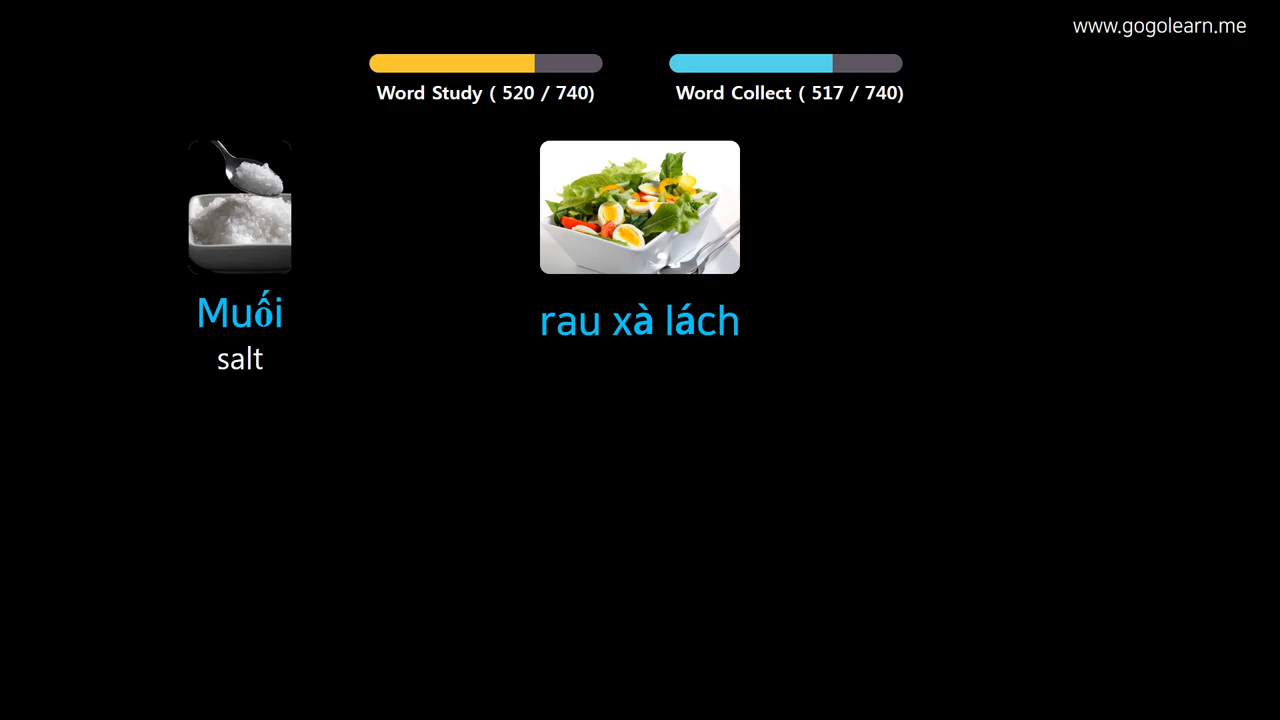 www.gogolearn.me
Word Study ( 520 / 740)
Word Collect ( 517 / 740)
Muối
salt
rau xà lách